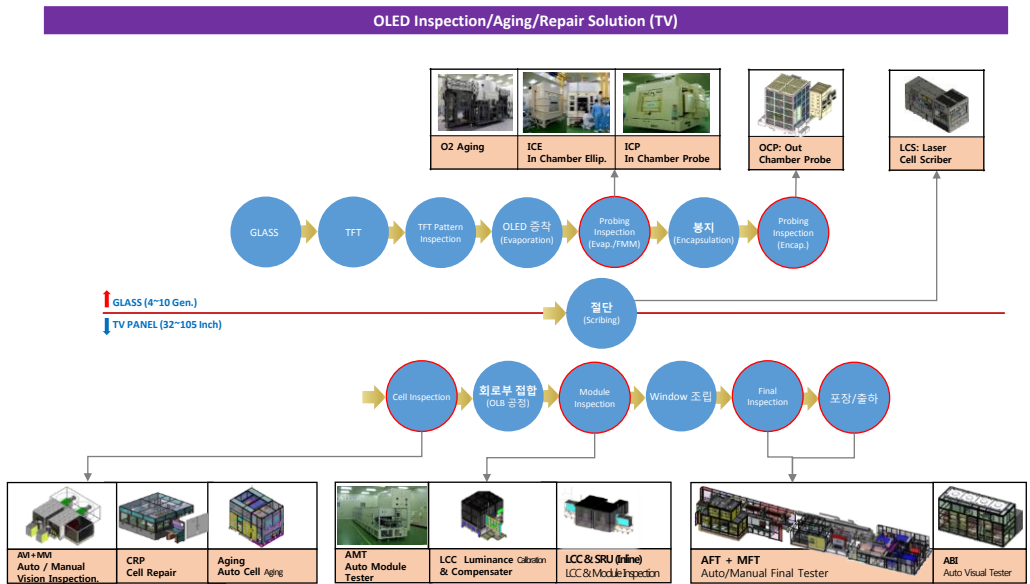 OLED Inspection/Aging/Repair Solution (TV)
O2 Aging
ICE
In Chamber Ellip.
ICP
In Chamber Probe
OCP: Out
Chamber Probe
LCS: Laser
Cell Scriber
GLASS
TFT
TFT Pattern
Inspection
OLED 증착
(Evaporation)
Probing
Inspection
(Evap./FMM)
봉지
(Encapsulation)
Probing
Inspection
(Encap.)
GLASS (4~10 Gen.)
TV PANEL (32~105 Inch)
절단
(Scribing)
Cell Inspection
회로부 접합
(OLB 공정)
Module
Inspection
Window 조립
Final
Inspection
포장/출하
AVI+MVI
Auto / Manual
Vision Inspection.
CRP
Cell Repair
Aging
Auto Cell Aging
AMT
Auto Module
Tester
LCC Luminance Calibration
& Compensater
LCC & SRU (Inline)
LCC & Module Inspection
AFT + MFT
Auto/Manual Final Tester
ABI
Auto Visual Tester